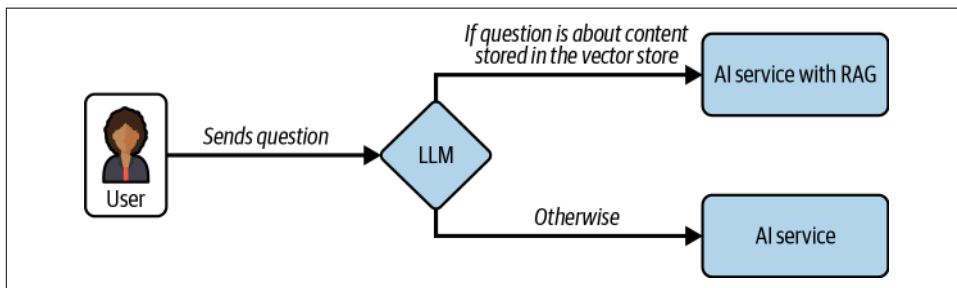 If question is about content
stored in the vector store
AI service with RAG
Sends question
LLM
User
Otherwise
AI service